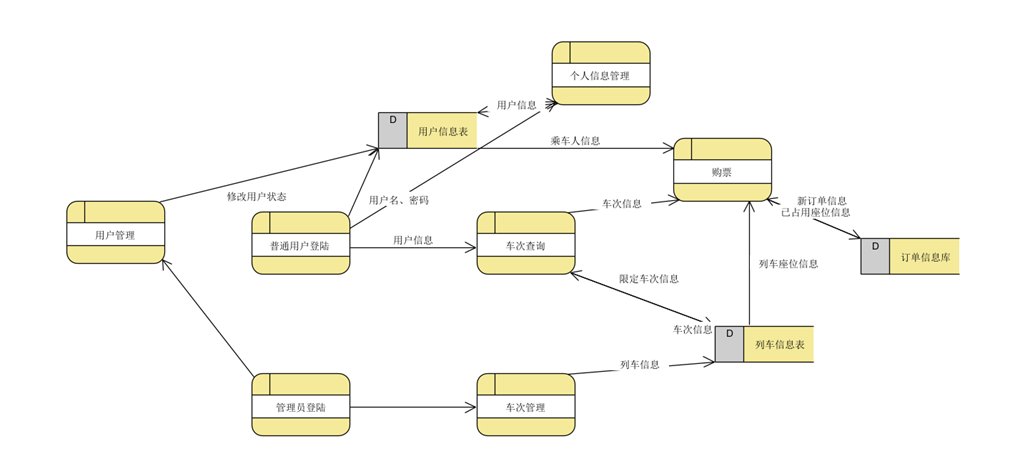 个人信息管理
用户信息
D
用户信息表
乘车人信息
购票
修改用户状态
用户名、密码
车次信息
新订单信息
已占用座位信息
用户管理
普通用户登陆
用户信息
车次查询
D
订单信息库
列车座位信息
限定车次信息
车次信息
D
列车信息表
列车信息
管理员登陆
车次管理